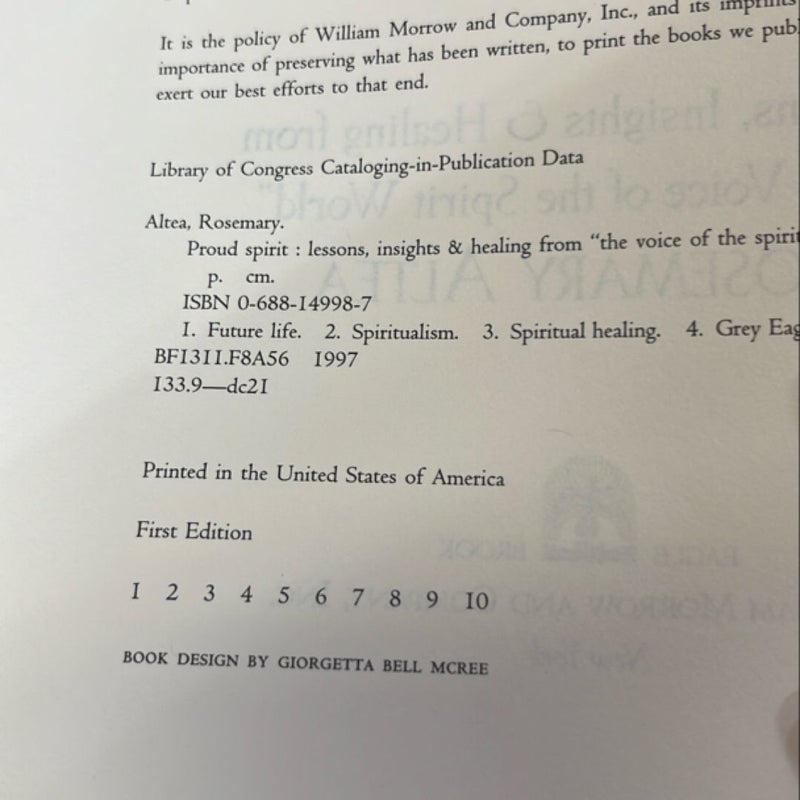 It is the policy of William Morrow and Company, Inc., and its imprints
importance of preserving what has been written, to print the books we publ
exert our best efforts to that end.
Library of Congress Cataloging-in-Publication Data
Altea, Rosemary.
Proud spirit : lessons, insights & healing from "the voice of the spirit
p. cm.
ISBN 0-688-14998-7
1. Future life. 2. Spiritualism. 3. Spiritual healing. 4. Grey Eag
BF1311.F8A56 1997
133.9—dc21
Printed in the United States of America
First Edition
1 2 3 4 5 6 7 8 9 10
BOOK DESIGN BY GIORGETTA BELL MCREE